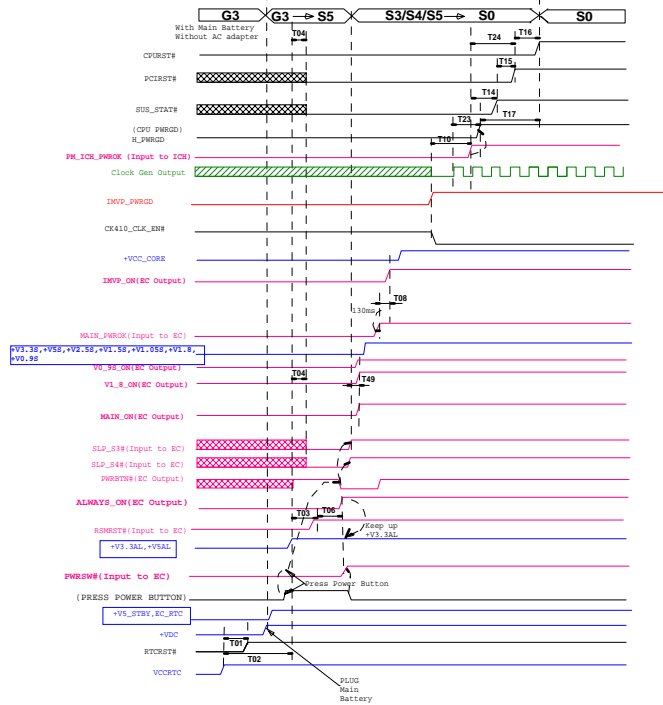 G3
G3 → S5
S3/S4/S5 → S0
S0
With Main Battery
Without AC adapter
T04
T16
T24
CPURST#
T15
PCIRST#
T14
SUS_STAT#
T17
T23
(CPU PWRGD)
H_PWRGD
T10
PM_ICH_PWROK (Input to ICH)
Clock Gen Output
IMVP_PWRGD
CK410_CLK_EN#
+VCC_CORE
IMVP_ON(EC Output)
T08
130ms
MAIN_PWROK(Input to EC)
+V3.3S,+V5S,+V2.5S,+V1.5S,+V1.05S,+V1.8,
+V0.9S
V0_9S_ON(EC Output)
T04
T49
V1_8_ON(EC Output)
MAIN_ON(EC Output)
SLP_S3#(Input to EC)
SLP_S4#(Input to EC)
PWRBTN#(EC Output)
ALWAYS_ON(EC Output)
T03
T06
RSMRST#(Input to EC)
Keep up
+V3.3AL
+V3.3AL,+V5AL
PWRSW#(Input to EC)
Press Power Button
(PRESS POWER BUTTON)
+V5_STBY,EC_RTC
+VDC
T01
RTCRST#
T02
VCCRTC
PLUG
Main
Battery